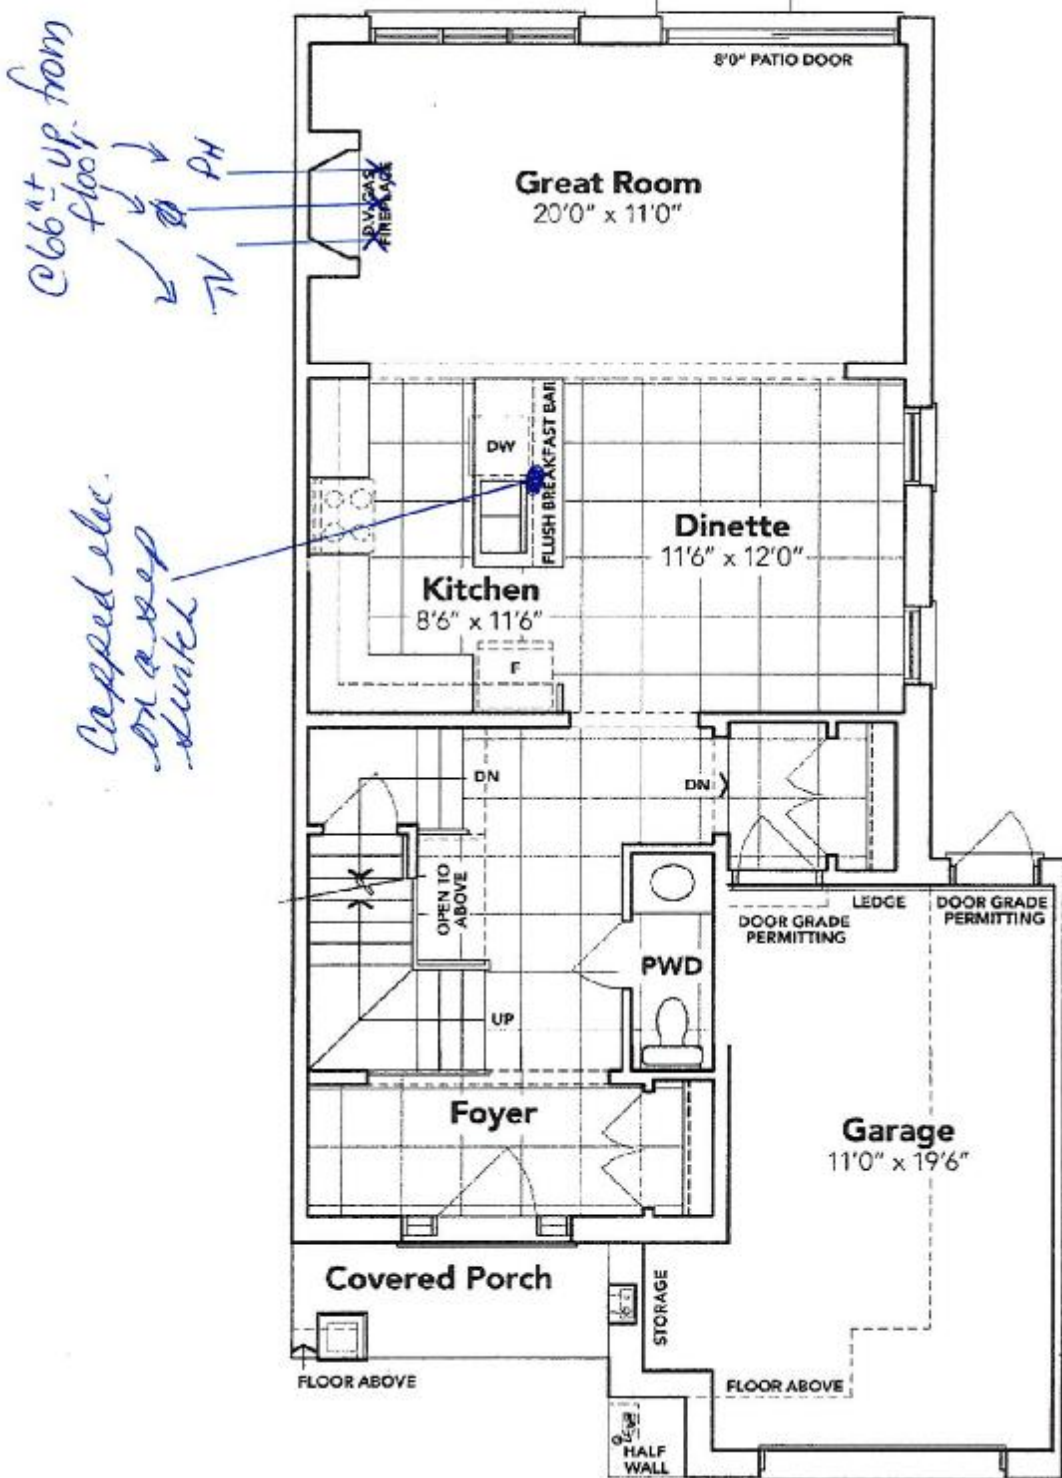 8'0" PATIO DOOR
@66"± up from
floor.
PH
TV
D.V. GAS
FIREPLACE
Great Room
20'0" x 11'0"
DW
FLUSH BREAKFAST BAR
Dinette
11'6" x 12'0"
Kitchen
8'6" x 11'6"
F
Capped elec.
on a sep
switch
DN
DN
OPEN TO
ABOVE
LEDGE
DOOR GRADE
PERMITTING
DOOR GRADE
PERMITTING
PWD
UP
Foyer
Garage
11'0" x 19'6"
Covered Porch
STORAGE
FLOOR ABOVE
FLOOR ABOVE
HALF
WALL